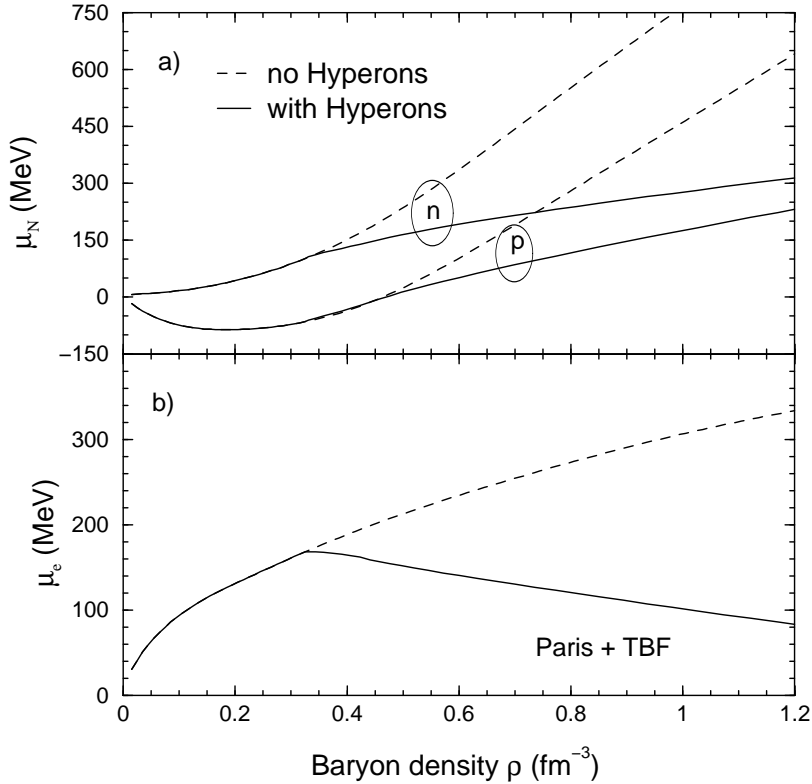 750
a)
no Hyperons
600
with Hyperons
450
μN (MeV)
300
n
150
p
0
−150
b)
300
μe (MeV)
200
100
Paris + TBF
0
0 0.2 0.4 0.6 0.8 1 1.2
Baryon density ρ (fm−3)